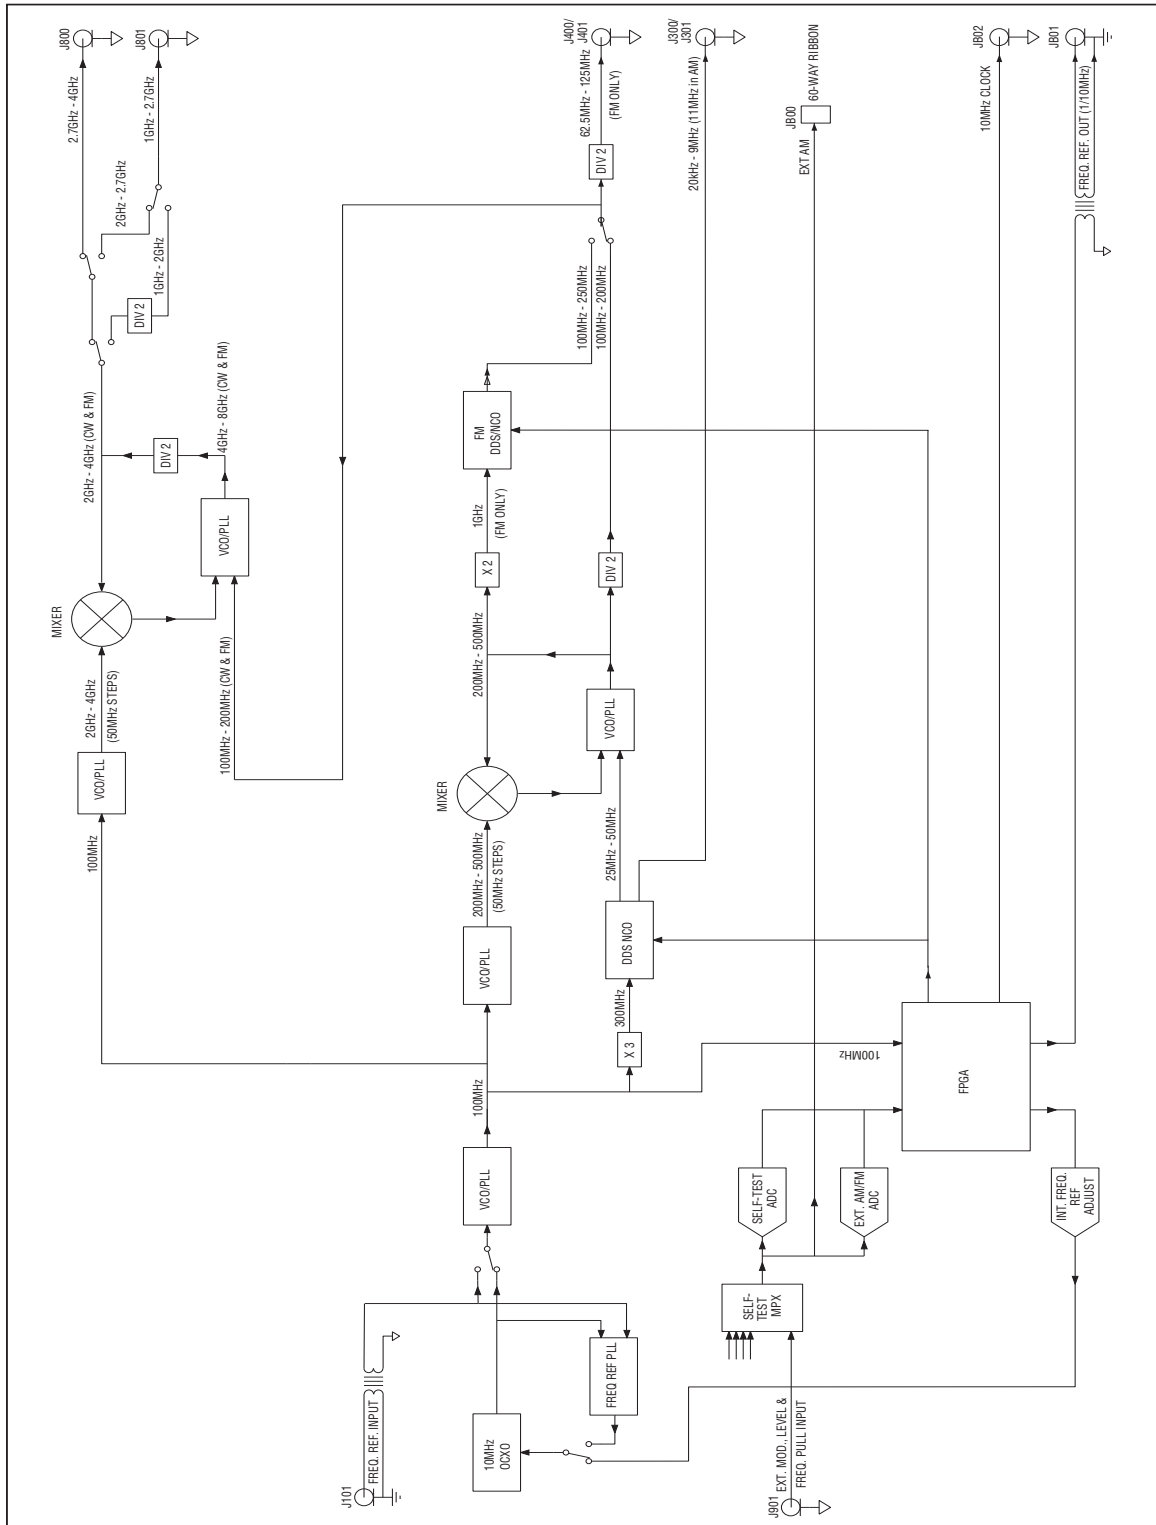 J800
J801
J400/
J401
J300/
J301
JB00
60-WAY RIBBON
JB02
JB01
2.7GHz - 4GHz
1GHz - 2.7GHz
62.5MHz - 125MHz
(FM ONLY)
20kHz - 9MHz (11MHz in AM)
EXT AM
10MHz CLOCK
FREQ. REF. OUT (1/10MHz)
DIV 2
2GHz - 2.7GHz
1GHz - 2GHz
DIV 2
100MHz - 250MHz
100MHz - 200MHz
2GHz - 4GHz (CW & FM)
4GHz - 8GHz (CW & FM)
DIV 2
FM
DDS/NCO
VCO/PLL
1GHz
(FM ONLY)
X 2
DIV 2
MIXER
2GHz - 4GHz
(50MHz STEPS)
100MHz - 200MHz (CW & FM)
200MHz - 500MHz
VCO/PLL
VCO/PLL
MIXER
100MHz
200MHz - 500MHz
(50MHz STEPS)
25MHz - 50MHz
DDS NCO
VCO/PLL
300MHz
X 3
100MHz
FPGA
100MHz
VCO/PLL
SELF-TEST
ADC
EXT. AM/FM
ADC
INT. FREQ.
REF
ADJUST
SELF-
TEST
MPX
FREQ REF PLL
10MHz
OCXO
FREQ. REF. INPUT
J101
EXT. MOD., LEVEL &
FREQ. PULL INPUT
J901